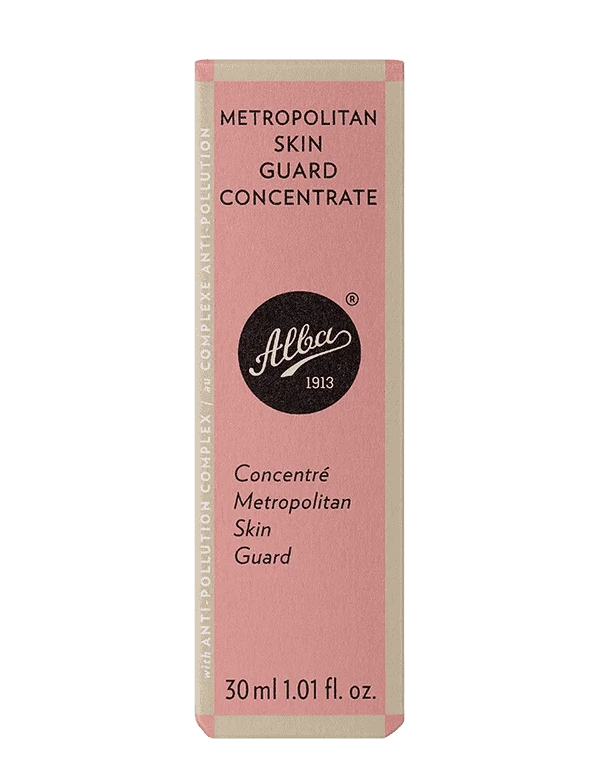 METROPOLITAN
SKIN
GUARD
CONCENTRATE
Alba
®
1913
Concentré
Metropolitan
Skin
Guard
30 ml 1.01 fl. oz.
with ANTI-POLLUTION COMPLEX / au COMPLEXE ANTI-POLLUTION